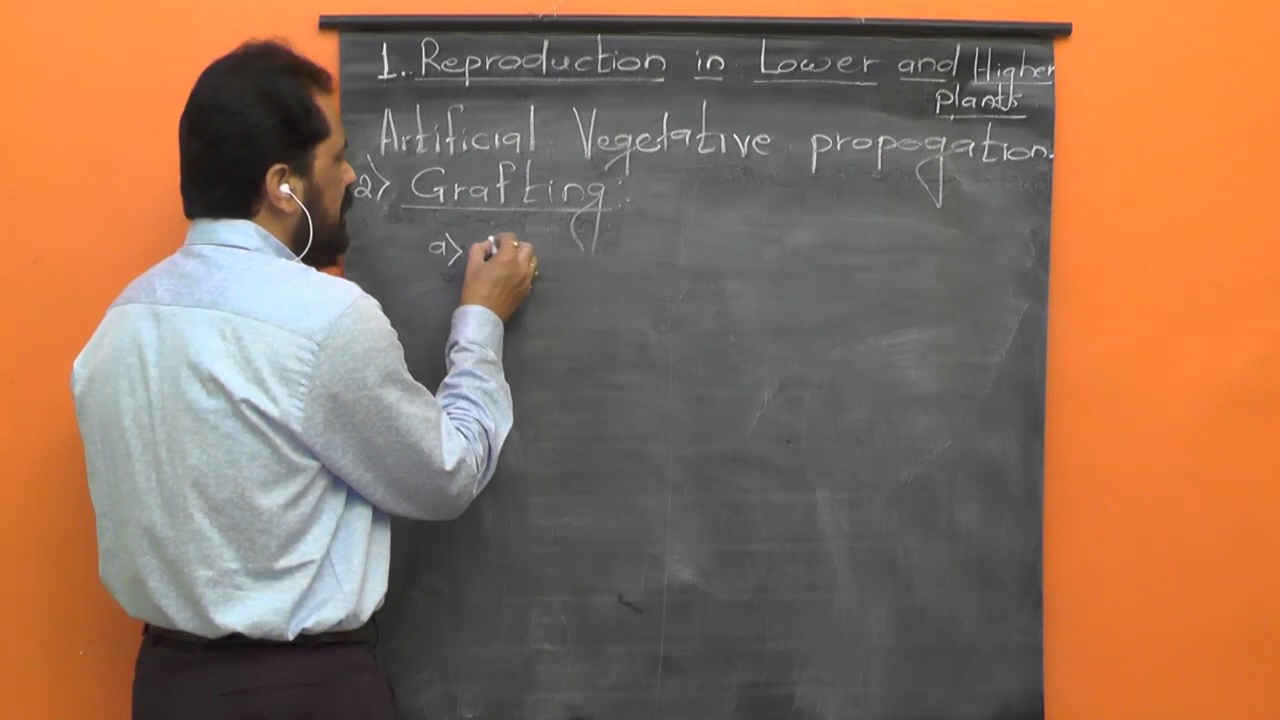 1. Reproduction in Lower and Higher
plants
Artificial Vegetative propogation.
2) Grafting:
a)